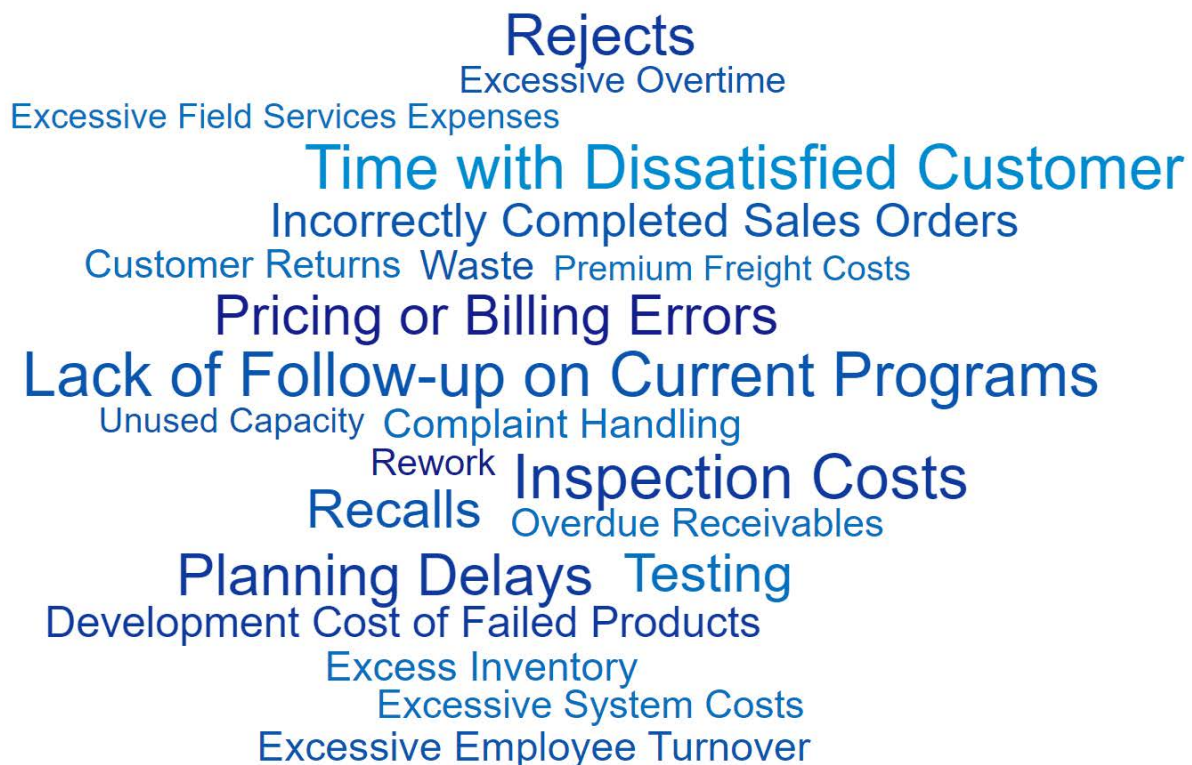 Rejects
Excessive Overtime
Excessive Field Services Expenses
Time with Dissatisfied Customer
Incorrectly Completed Sales Orders
Customer Returns Waste Premium Freight Costs
Pricing or Billing Errors
Lack of Follow-up on Current Programs
Unused Capacity Complaint Handling
Rework Inspection Costs
Recalls Overdue Receivables
Planning Delays Testing
Development Cost of Failed Products
Excess Inventory
Excessive System Costs
Excessive Employee Turnover